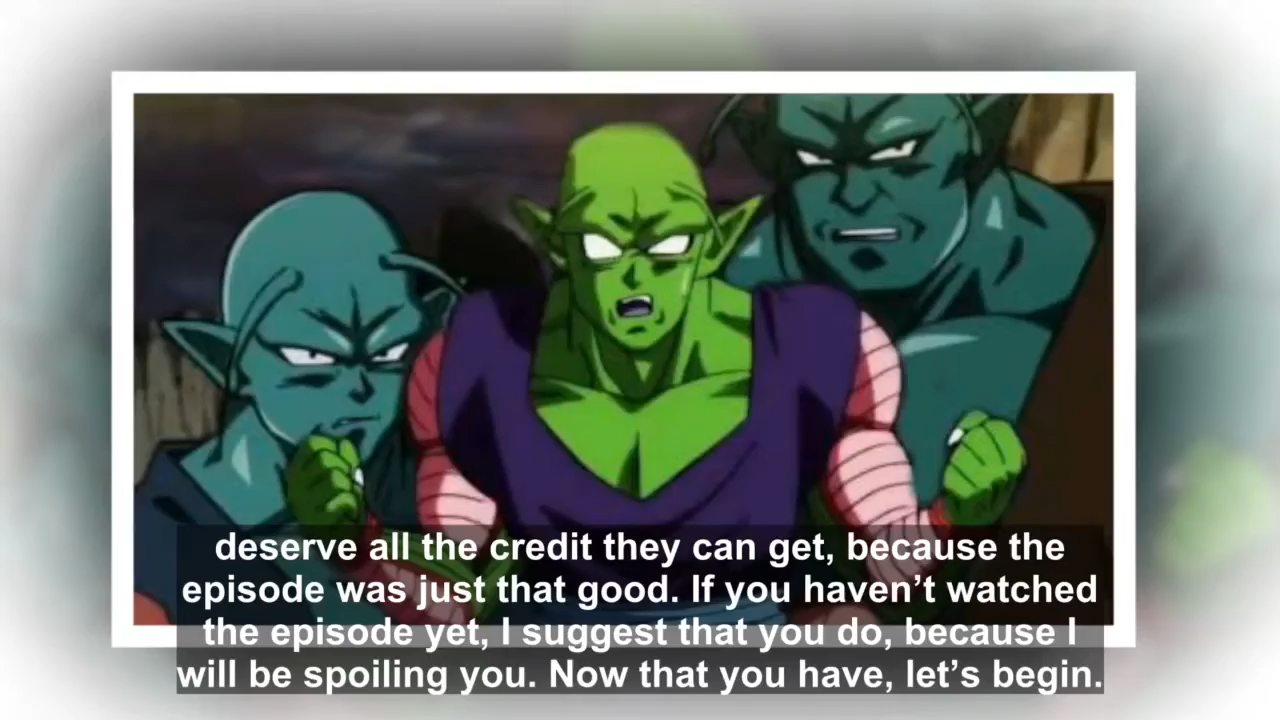 deserve all the credit they can get, because the
episode was just that good. If you haven’t watched
the episode yet, I suggest that you do, because I
will be spoiling you. Now that you have, let’s begin.